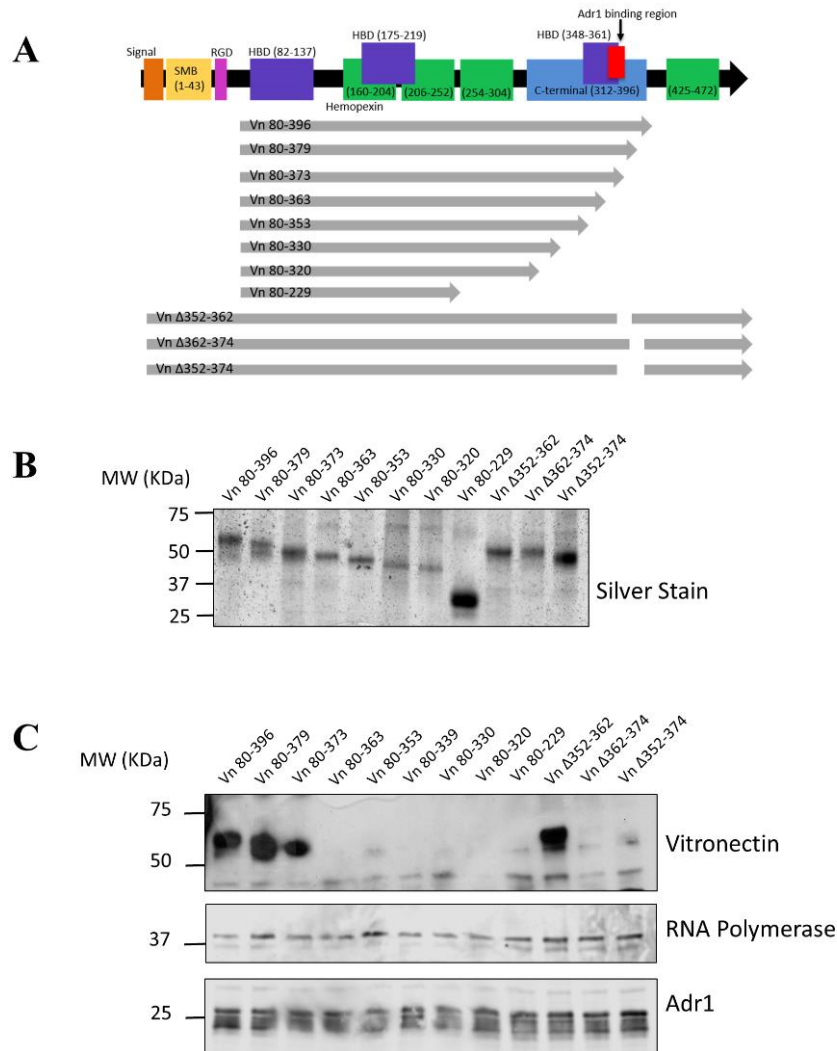 A
Adr1 binding region
HBD (175-219)
HBD (348-361)
Signal
RGD
HBD (82-137)
SMB
(1-43)
(160-204)
(206-252)
(254-304)
C-terminal (312-396)
(425-472)
Hemopexin
Vn 80-396
Vn 80-379
Vn 80-373
Vn 80-363
Vn 80-353
Vn 80-330
Vn 80-320
Vn 80-229
Vn Δ352-362
Vn Δ362-374
Vn Δ352-374
B
MW (KDa)
Vn 80-396
Vn 80-379
Vn 80-373
Vn 80-363
Vn 80-353
Vn 80-330
Vn 80-320
Vn 80-229
Vn Δ352-362
Vn Δ362-374
Vn Δ352-374
75
50
37
25
Silver Stain
C
MW (KDa)
Vn 80-396
Vn 80-379
Vn 80-373
Vn 80-363
Vn 80-353
Vn 80-339
Vn 80-330
Vn 80-320
Vn 80-229
Vn Δ352-362
Vn Δ362-374
Vn Δ352-374
75
50
Vitronectin
37
RNA Polymerase
25
Adr1